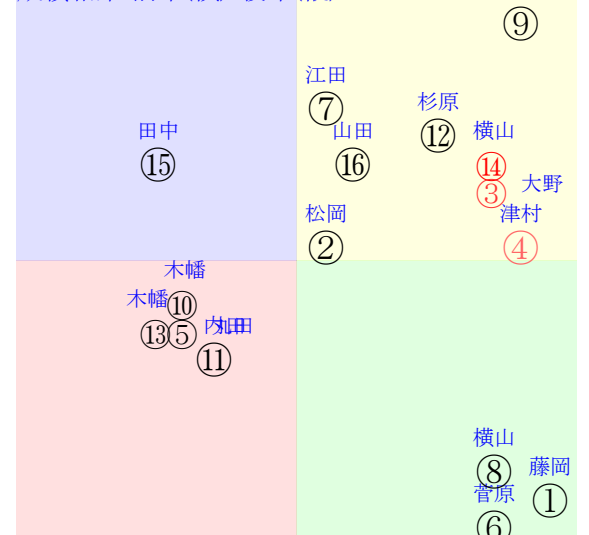 ⑨
江田
⑦
杉原
⑫
田中
⑮
山田
⑯
横山
⑭
③
大野
松岡
②
津村
④
木幡
⑩
木幡
⑬
⑤
⑪
横山
⑧
藤岡
①
菅原
⑥